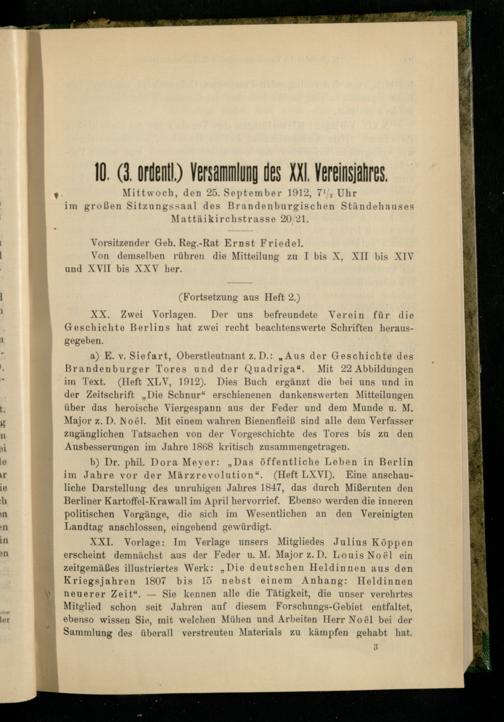 10. (3. ordentl.) Versammlung des XXI. Vereinsjahres.
Mittwoch, den 25. September 1912, 7¹/₂ Uhr
im großen Sitzungssaal des Brandenburgischen Ständehauses
Mattäikirchstrasse 20/21.
Vorsitzender Geh. Reg.-Rat Ernst Friedel.
Von demselben rühren die Mitteilung zu I bis X, XII bis XIV
und XVII bis XXV her.
(Fortsetzung aus Heft 2.)
XX. Zwei Vorlagen. Der uns befreundete Verein für die
Geschichte Berlins hat zwei recht beachtenswerte Schriften heraus-
gegeben.
a) E. v. Siefart, Oberstleutnant z. D.: „Aus der Geschichte des
Brandenburger Tores und der Quadriga“. Mit 22 Abbildungen
im Text. (Heft XLV, 1912). Dies Buch ergänzt die bei uns und in
der Zeitschrift „Die Schnur“ erschienenen dankenswerten Mitteilungen
über das heroische Viergespann aus der Feder und dem Munde u. M.
Major z. D. Noël. Mit einem wahren Bienenfleiß sind alle dem Verfasser
zugänglichen Tatsachen von der Vorgeschichte des Tores bis zu den
Ausbesserungen im Jahre 1868 kritisch zusammengetragen.
b) Dr. phil. Dora Meyer: „Das öffentliche Leben in Berlin
im Jahre vor der Märzrevolution“. (Heft LXVI). Eine anschau-
liche Darstellung des unruhigen Jahres 1847, das durch Mißernten den
Berliner Kartoffel-Krawall im April hervorrief. Ebenso werden die inneren
politischen Vorgänge, die sich im Wesentlichen an den Vereinigten
Landtag anschlossen, eingehend gewürdigt.
XXI. Vorlage: Im Verlage unsers Mitgliedes Julius Köppen
erscheint demnächst aus der Feder u. M. Major z. D. Louis Noël ein
zeitgemäßes illustriertes Werk: „Die deutschen Heldinnen aus den
Kriegsjahren 1807 bis 15 nebst einem Anhang: Heldinnen
neuerer Zeit“. — Sie kennen alle die Tätigkeit, die unser verehrtes
Mitglied schon seit Jahren auf diesem Forschungs-Gebiet entfaltet,
ebenso wissen Sie, mit welchen Mühen und Arbeiten Herr Noël bei der
Sammlung des überall verstreuten Materials zu kämpfen gehabt hat.
3